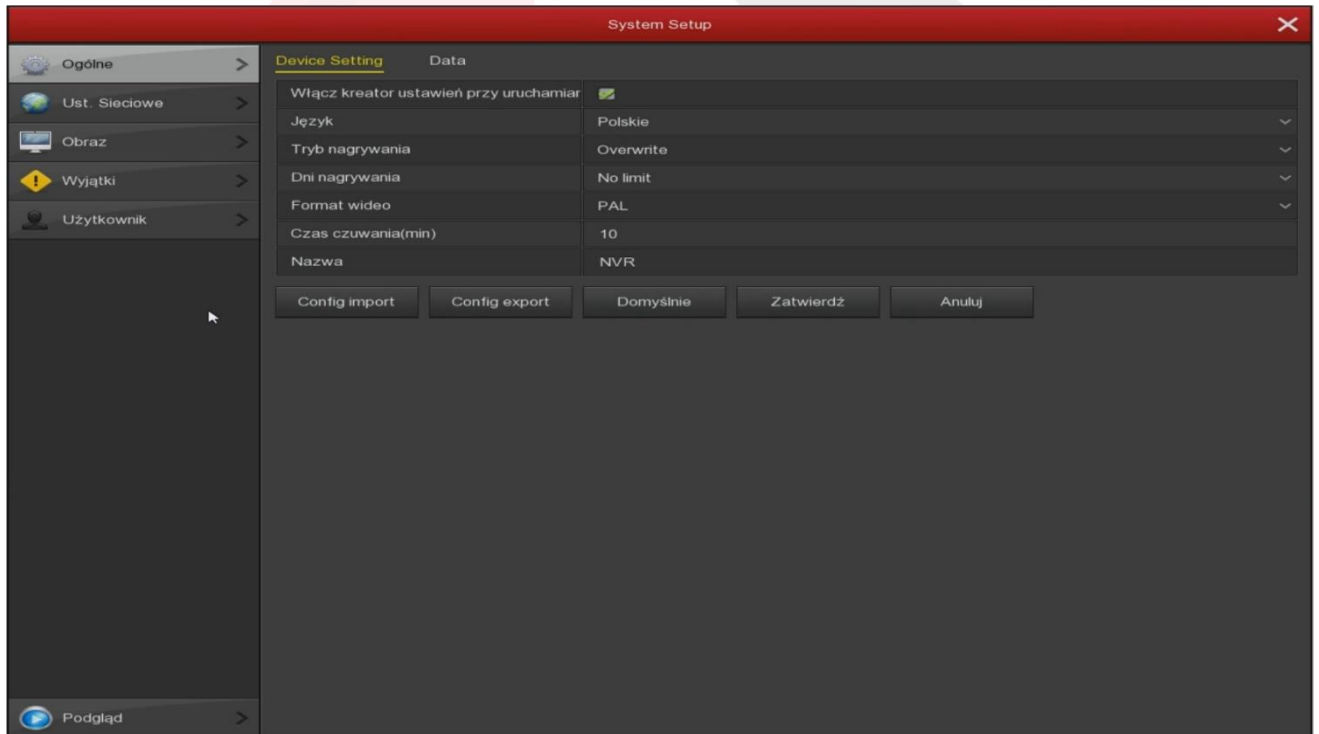 System Setup
Ogólne
Ust. Sieciowe
Obraz
Wyjątki
Użytkownik
Podgląd
Device Setting Data
Włącz kreator ustawień przy uruchamiar
Język Polskie
Tryb nagrywania Overwrite
Dni nagrywania No limit
Format wideo PAL
Czas czuwania(min) 10
Nazwa NVR
Config import Config export Domyślnie Zatwierdź Anuluj